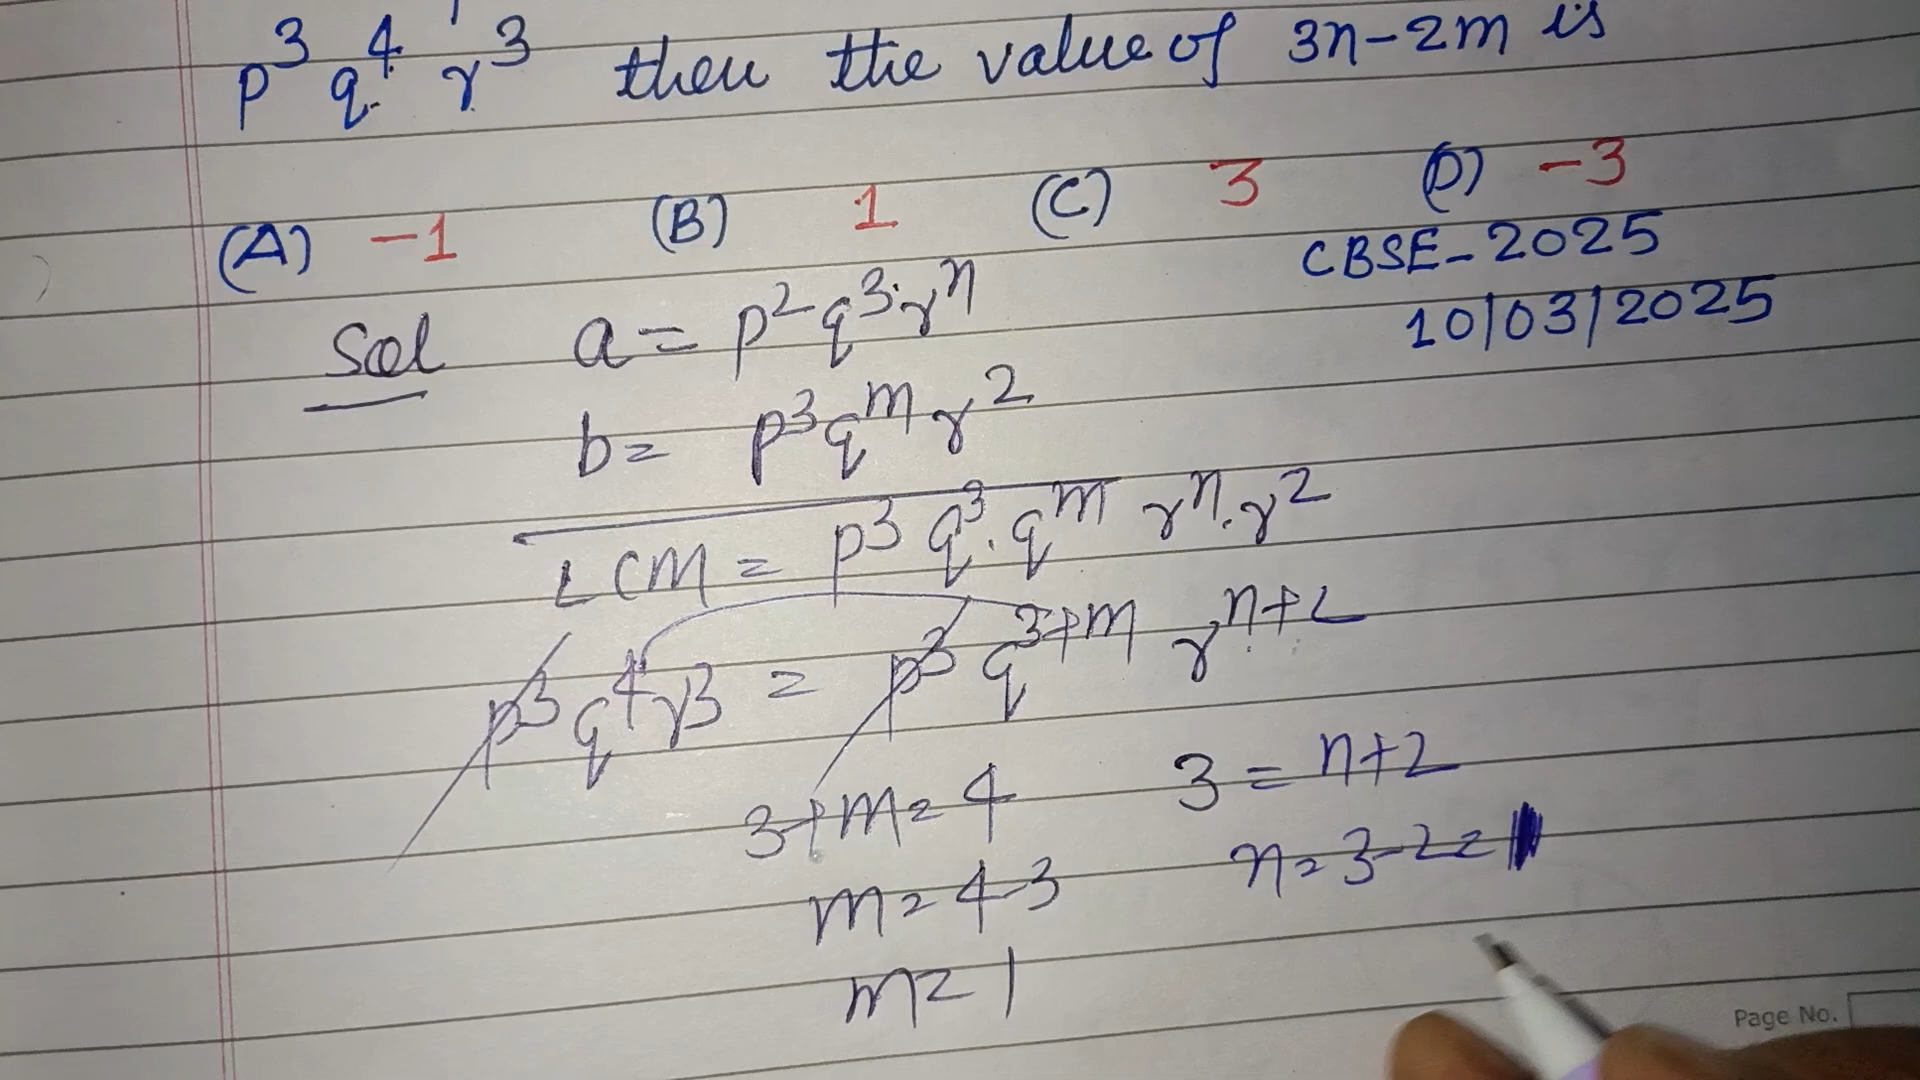 p³ q⁴ r³ then the value of 3n-2m is
(A) -1 (B) 1 (C) 3 (D) -3
CBSE-2025
10/03/2025
Sol a = p² q³·rⁿ
b = p³ qᵐ r²
LCM = p³ q³·qᵐ rⁿ·r²
p³ q⁴ r³ = p³ q³⁺ᵐ rⁿ⁺²
3+m=4 3 = n+2
m=4-3 n=3-2=1
m=1
Page No.